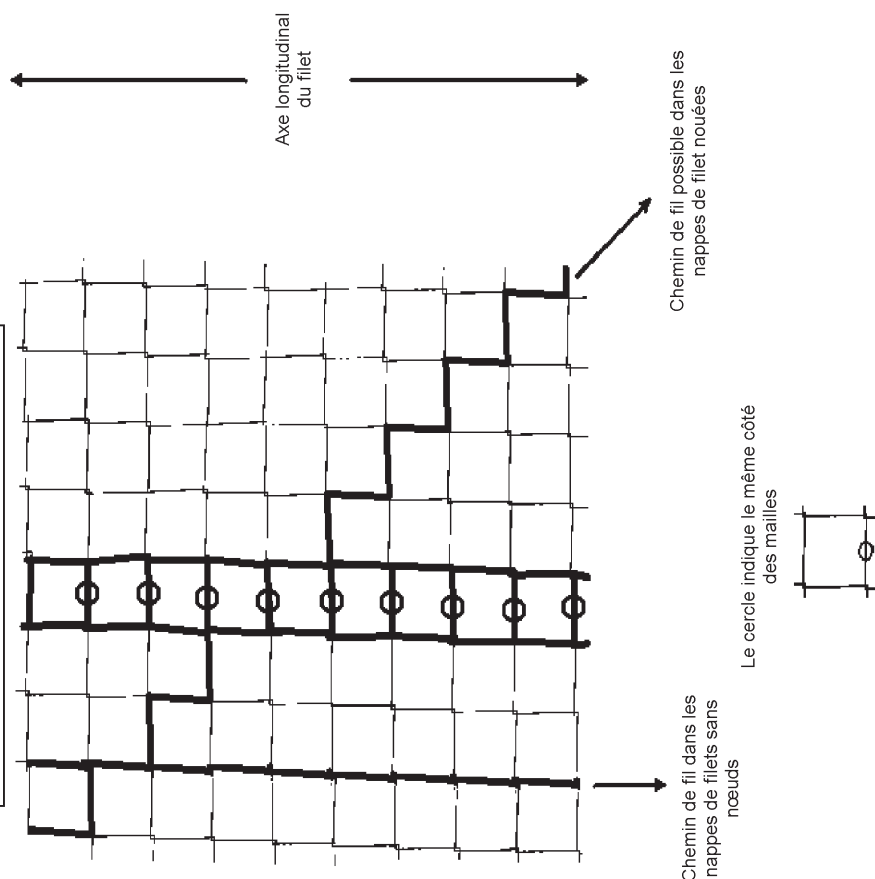 Axe longitudinal
du filet
Chemin de fil possible dans les
nappes de filet nouées
Le cercle indique le même côté
des mailles
Chemin de fil dans les
nappes de filets sans
nœuds